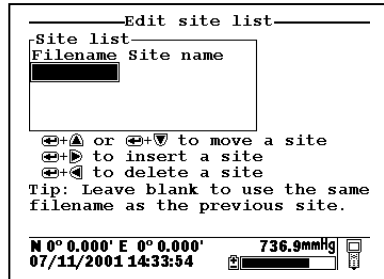 Edit site list
Site list
Filename Site name
+ or + to move a site
+ to insert a site
+ to delete a site
Tip: Leave blank to use the same
filename as the previous site.
N 0° 0.000' E 0° 0.000' 736.9mmHg
07/11/2001 14:33:54